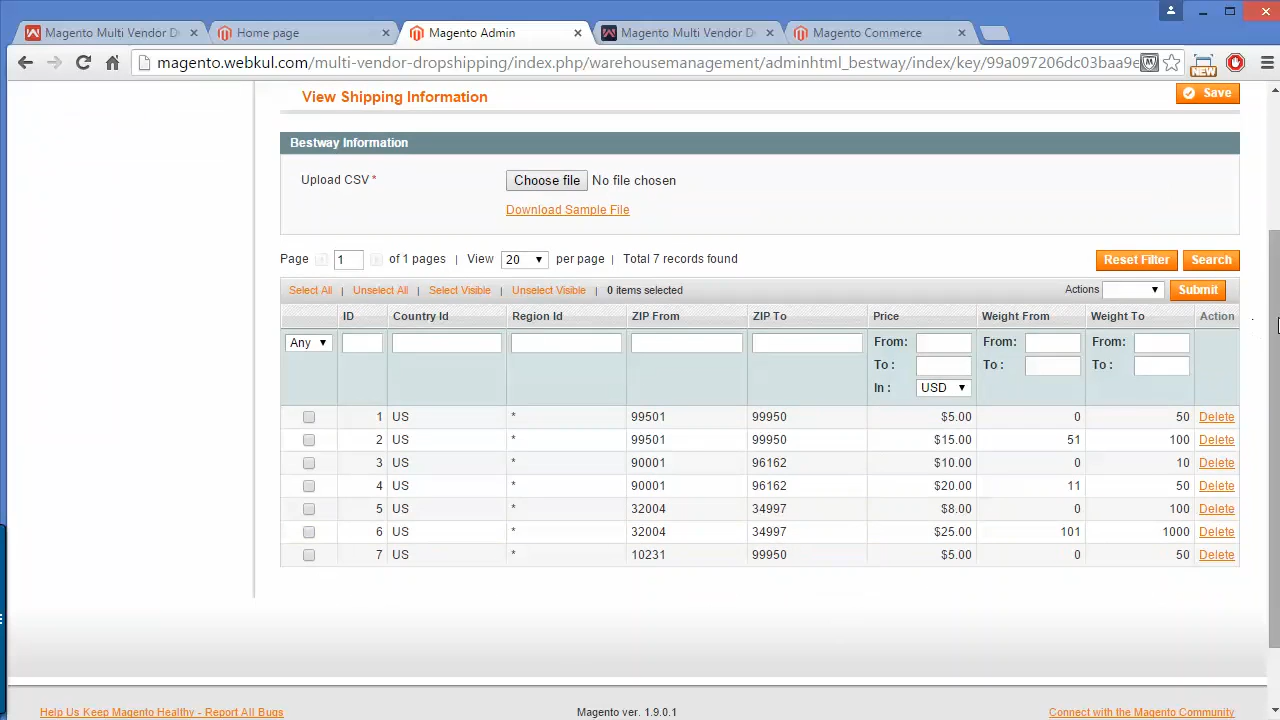 Magento Multi Vendor D
Home page
Magento Admin
Magento Multi Vendor D
Magento Commerce
magento.webkul.com/multi-vendor-dropshipping/index.php/warehousemanagement/adminhtml_bestway/index/key/99a097206dc03baa9e
NEW
View Shipping Information
Save
Bestway Information
Upload CSV *
Choose file No file chosen
Download Sample File
Page 1 of 1 pages | View 20 per page | Total 7 records found
Reset Filter Search
Select All | Unselect All | Select Visible | Unselect Visible | 0 items selected
Actions Submit
ID Country Id Region Id ZIP From ZIP To Price Weight From Weight To Action
Any From: From: From:
To : To : To :
In : USD
1 US * 99501 99950 $5.00 0 50 Delete
2 US * 99501 99950 $15.00 51 100 Delete
3 US * 90001 96162 $10.00 0 10 Delete
4 US * 90001 96162 $20.00 11 50 Delete
5 US * 32004 34997 $8.00 0 100 Delete
6 US * 32004 34997 $25.00 101 1000 Delete
7 US * 10231 99950 $5.00 0 50 Delete
Help Us Keep Magento Healthy - Report All Bugs
Magento ver. 1.9.0.1
Connect with the Magento Community